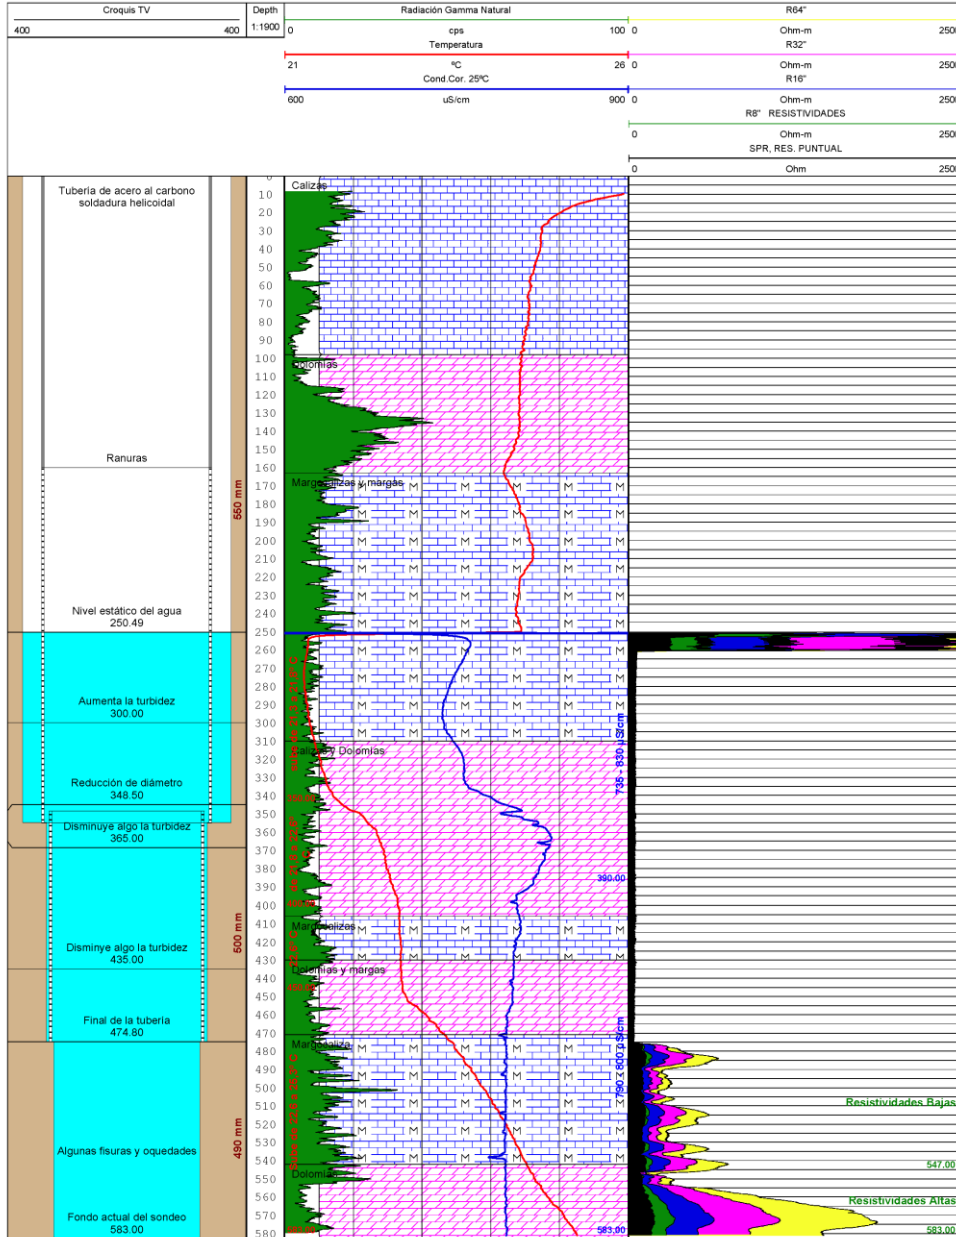 Croquis TV
400 400
Depth
1:1900
Radiación Gamma Natural
0 cps 100
Temperatura
21 ºC 26
Cond.Cor. 25ºC
600 uS/cm 900
R64"
0 Ohm-m 250
R32"
0 Ohm-m 250
R16"
0 Ohm-m 250
R8" RESISTIVIDADES
0 Ohm-m 250
SPR, RES. PUNTUAL
0 Ohm 250
Tubería de acero al carbono
soldadura helicoidal
Ranuras
Nivel estático del agua
250.49
Aumenta la turbidez
300.00
Reducción de diámetro
348.50
Disminuye algo la turbidez
365.00
Disminye algo la turbidez
435.00
Final de la tubería
474.80
Algunas fisuras y oquedades
Fondo actual del sondeo
583.00
550 mm
500 mm
490 mm
10
20
30
40
50
60
70
80
90
100
110
120
130
140
150
160
170
180
190
200
210
220
230
240
250
260
270
280
290
300
310
320
330
340
350
360
370
380
390
400
410
420
430
440
450
460
470
480
490
500
510
520
530
540
550
560
570
580
Calizas
Dolomías
Margocalizas y margas
Calizas y Dolomías
Margocalizas
Dolomías y margas
Margocaliza
Dolomías
735 - 830 µS/cm
390.00
790 - 800 µS/cm
583.00
Resistividades Bajas
547.00
Resistividades Altas
583.00